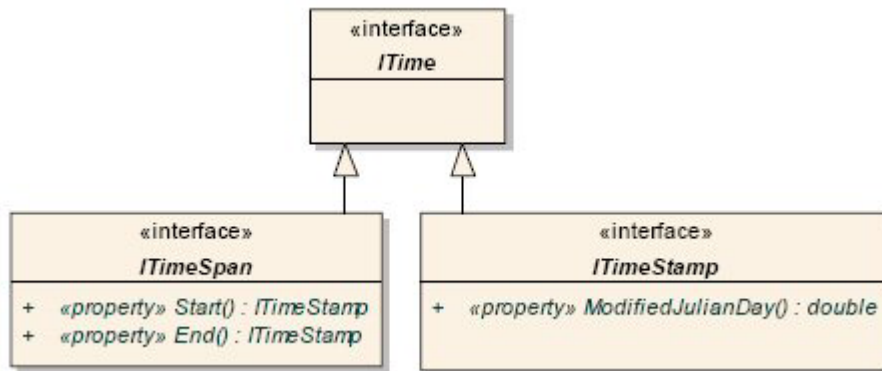 «interface»
ITime
«interface»
ITimeSpan
+ «property» Start() : ITimeStamp
+ «property» End() : ITimeStamp
«interface»
ITimeStamp
+ «property» ModifiedJulianDay() : double